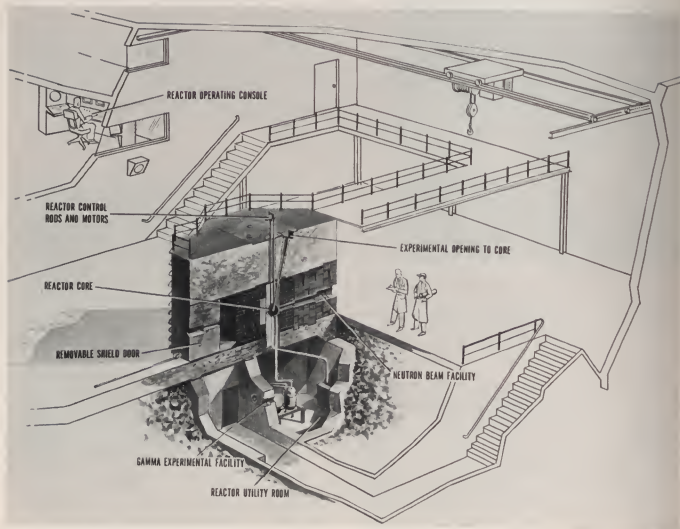 REACTOR OPERATING CONSOLE
REACTOR CONTROL
RODS AND MOTORS
EXPERIMENTAL OPENING TO CORE
REACTOR CORE
REMOVABLE SHIELD DOOR
NEUTRON BEAM FACILITY
GAMMA EXPERIMENTAL FACILITY
REACTOR UTILITY ROOM